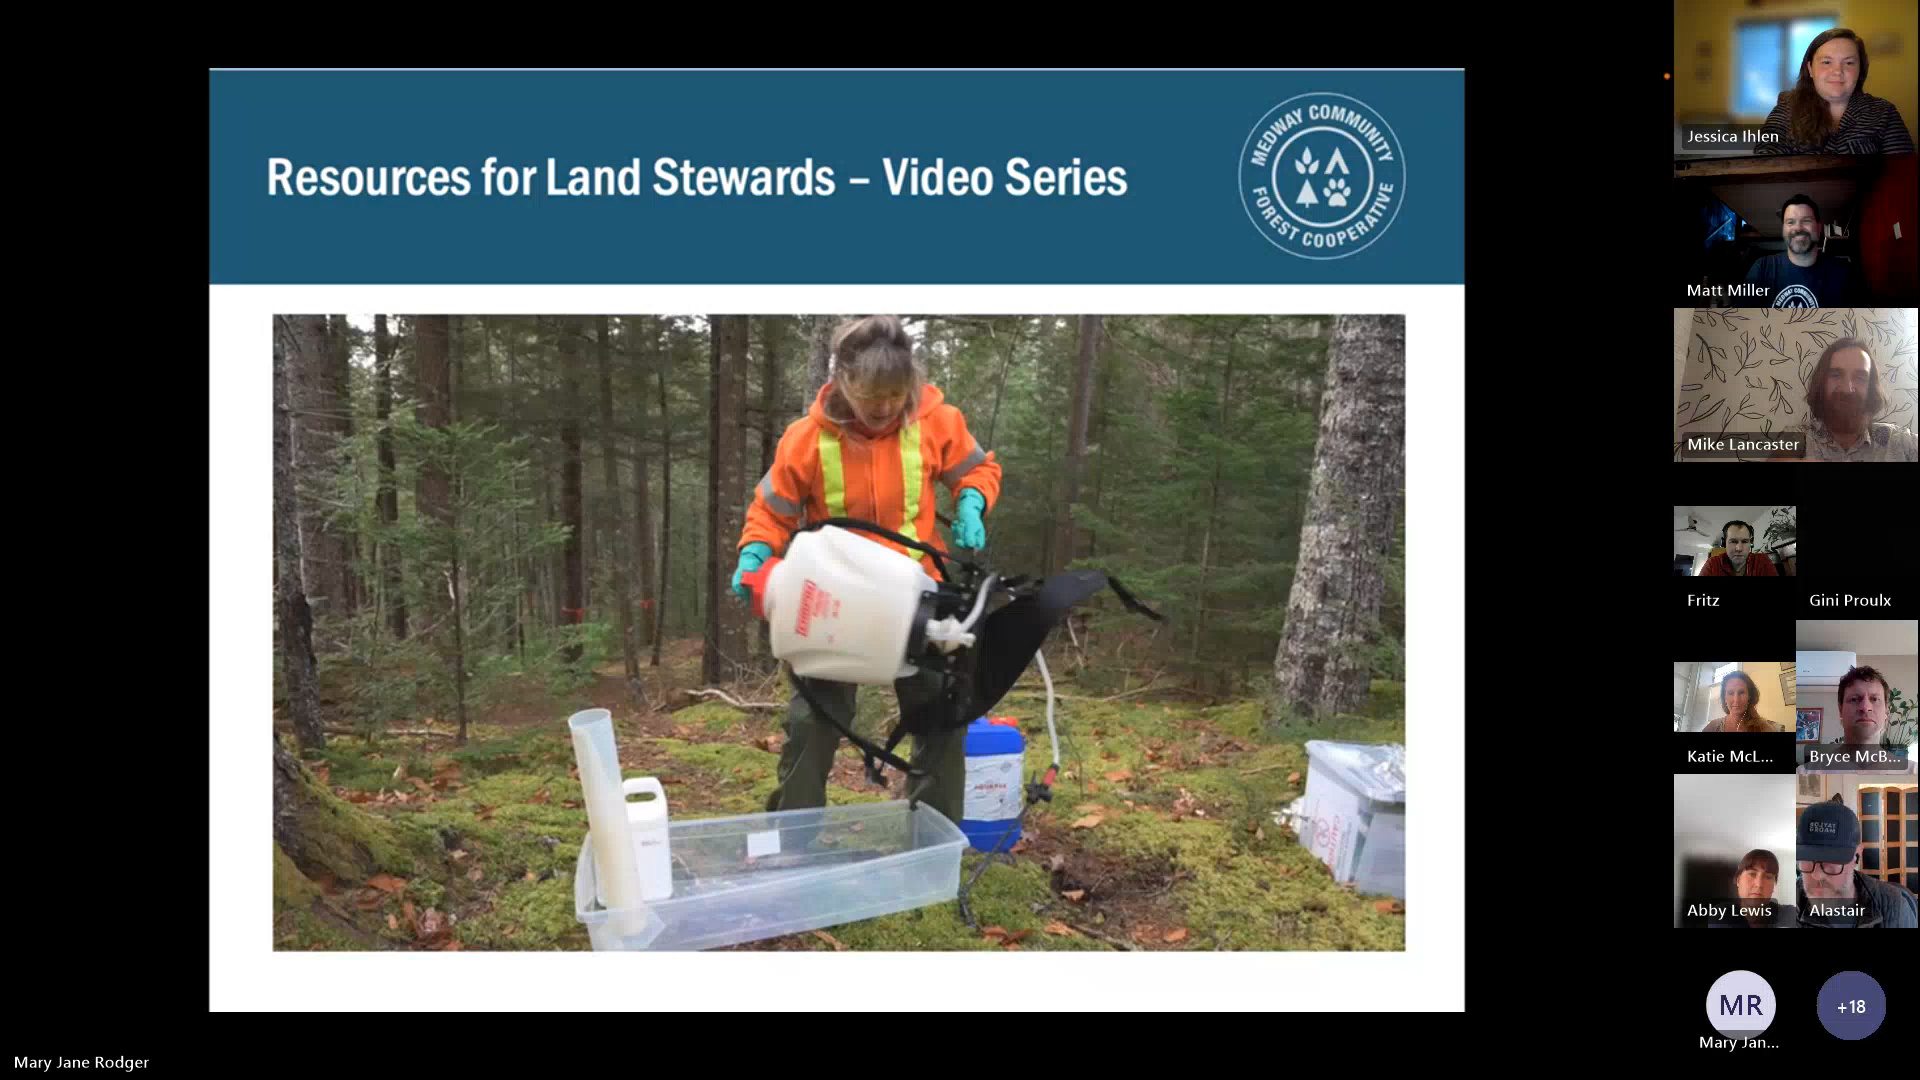 Resources for Land Stewards – Video Series
MEDWAY COMMUNITY
FOREST COOPERATIVE
Jessica Ihlen
Matt Miller
Mike Lancaster
Fritz
Gini Proulx
Katie McL...
Bryce McB...
Abby Lewis
Alastair
MR
+18
Mary Jan...
Mary Jane Rodger